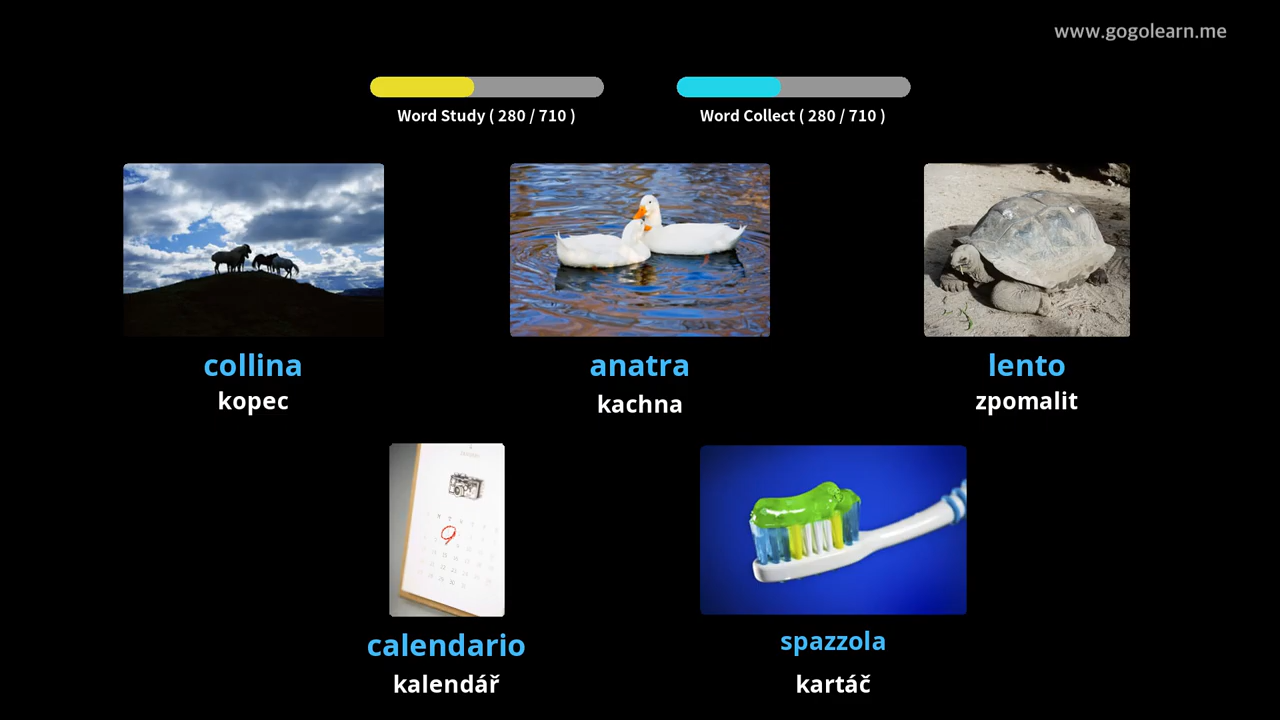 www.gogolearn.me
Word Study ( 280 / 710 )
Word Collect ( 280 / 710 )
collina
kopec
anatra
kachna
lento
zpomalit
calendario
kalendář
spazzola
kartáč